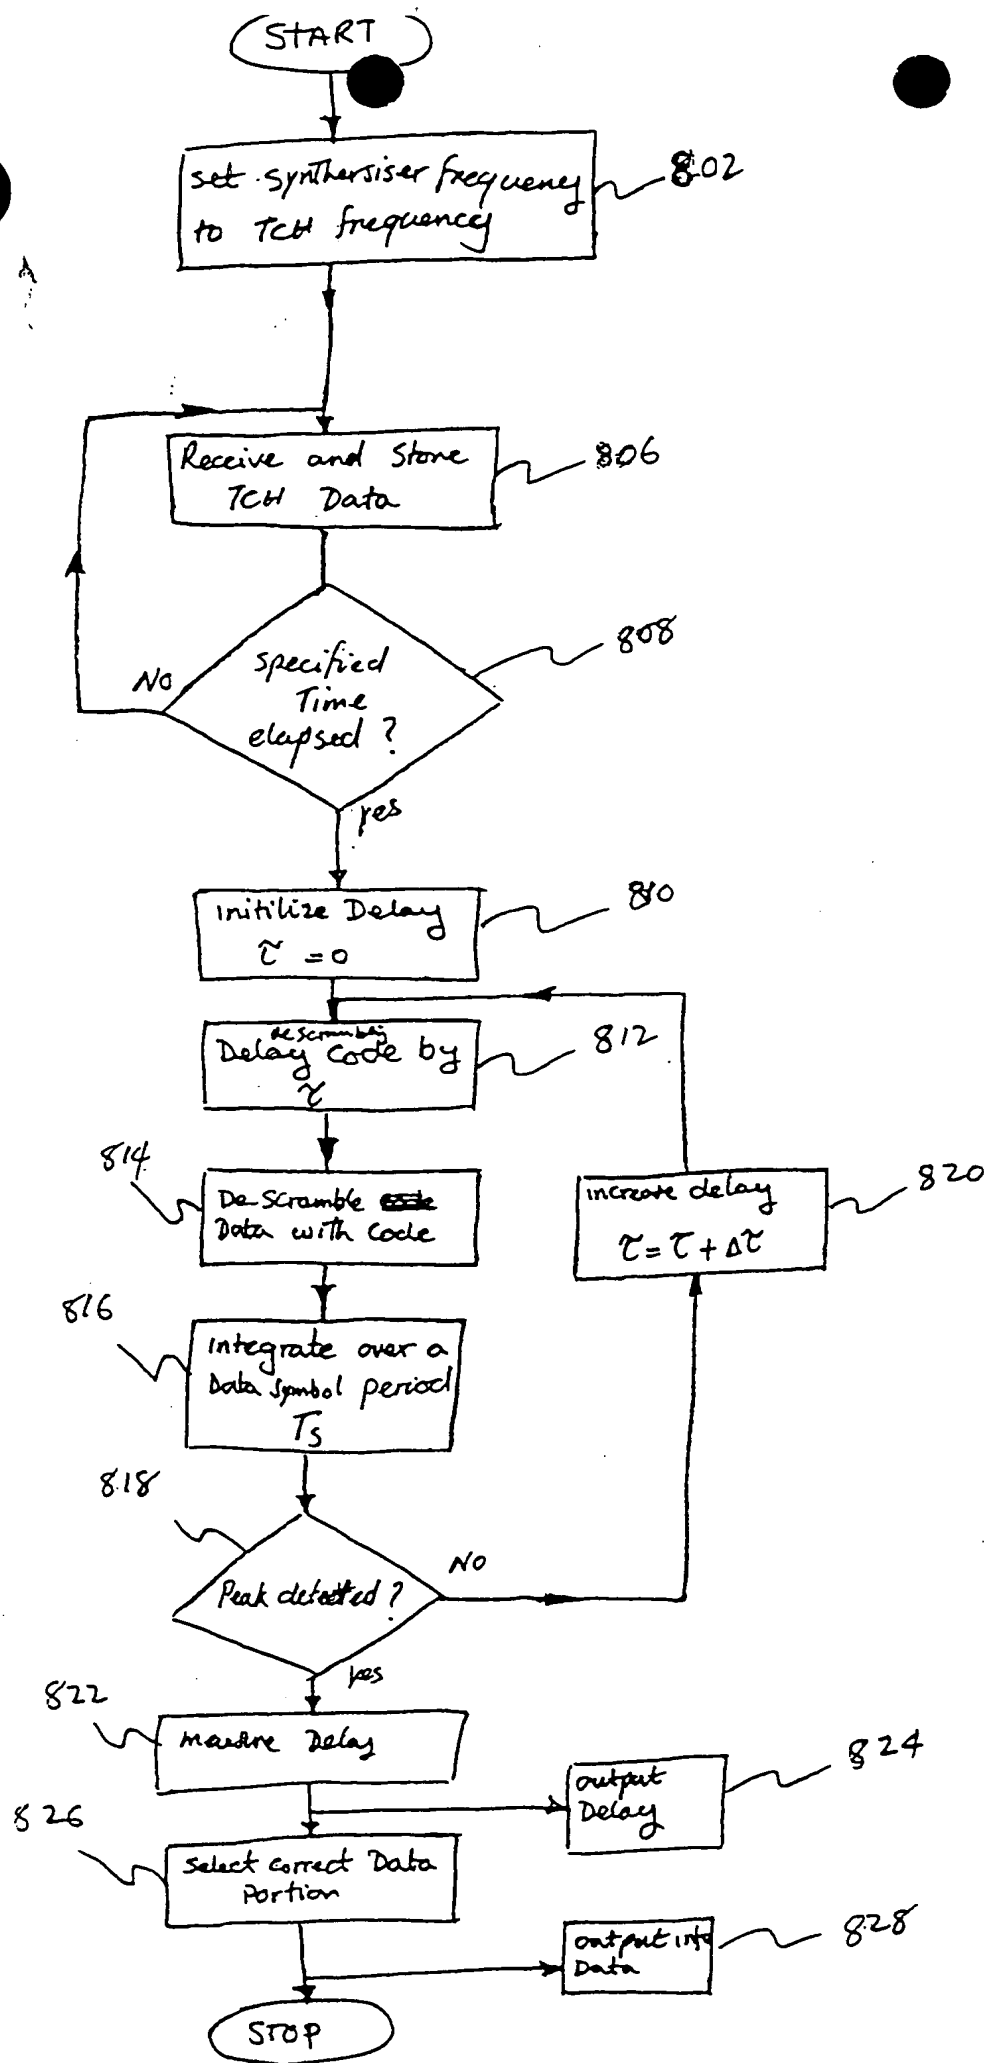 START
set synthersiser frequency
802
to TCH frequency
Receive and Store
806
TCH Data
808
NO
specified
Time
elapsed ?
yes
810
initilize Delay
τ = 0
descrambling
812
Delay code by
τ
814
820
De Scramble
increase delay
Data with Code
τ = τ + Δτ
816
Integrate over a
Data symbol period
Ts
818
NO
Peak detected ?
yes
822
measure Delay
824
output
Delay
826
select correct Data
Portion
828
output info
Data
STOP